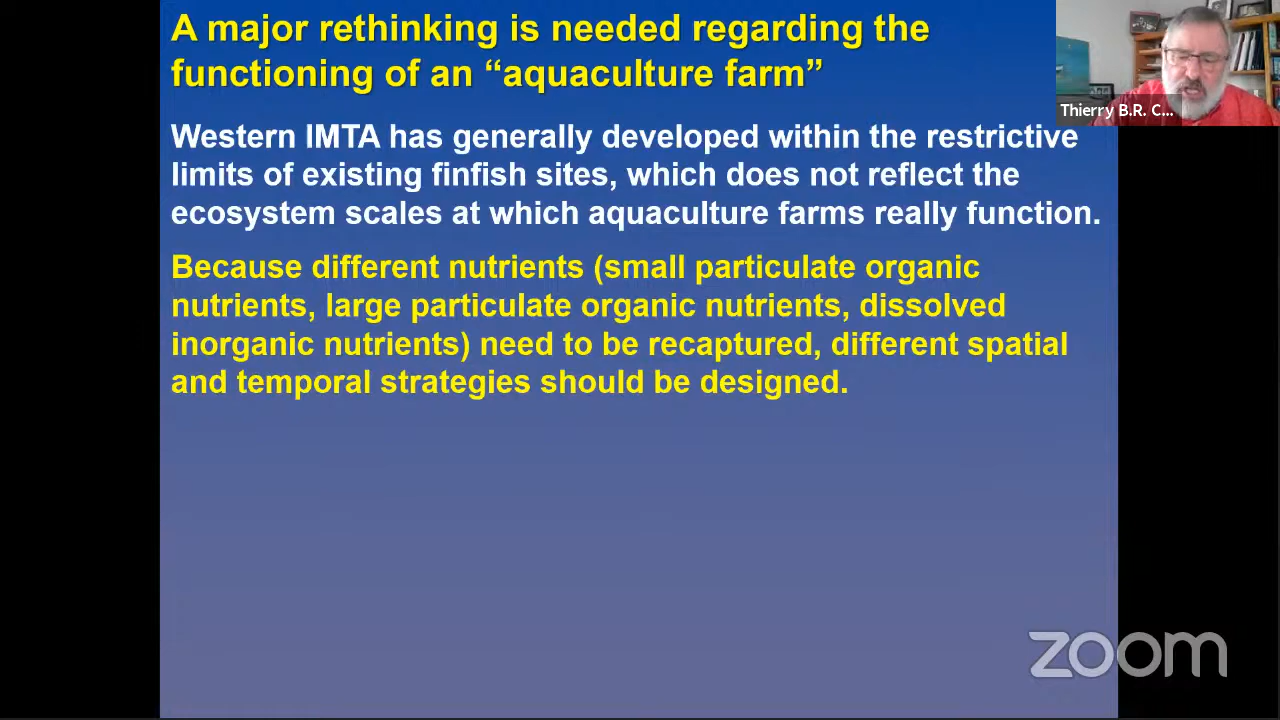 A major rethinking is needed regarding the
functioning of an “aquaculture farm”
Thierry B.R. C...
Western IMTA has generally developed within the restrictive
limits of existing finfish sites, which does not reflect the
ecosystem scales at which aquaculture farms really function.
Because different nutrients (small particulate organic
nutrients, large particulate organic nutrients, dissolved
inorganic nutrients) need to be recaptured, different spatial
and temporal strategies should be designed.
zoom